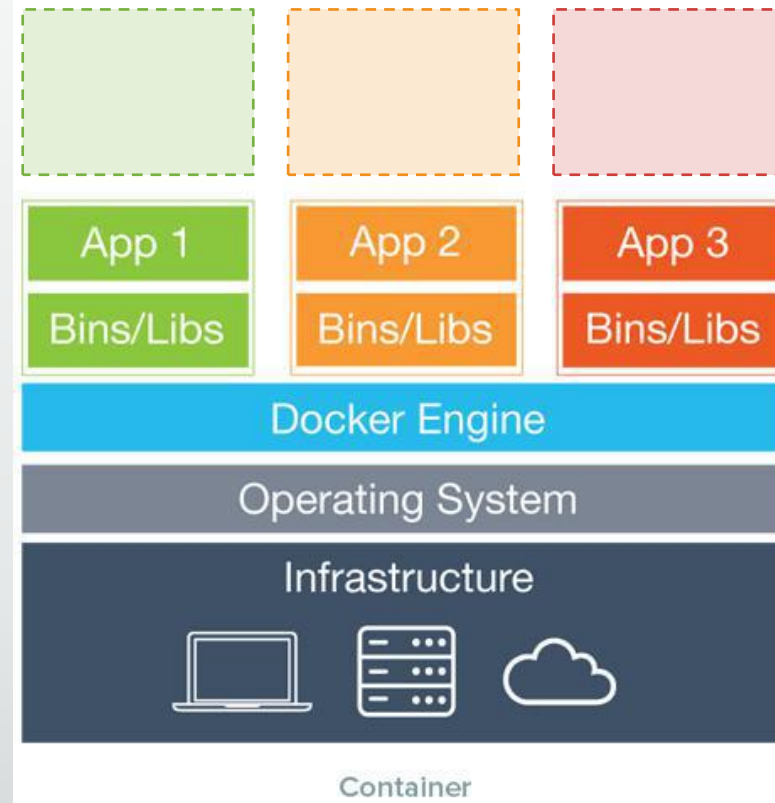 App 1
App 2
App 3
Bins/Libs
Bins/Libs
Bins/Libs
Docker Engine
Operating System
Infrastructure
Container